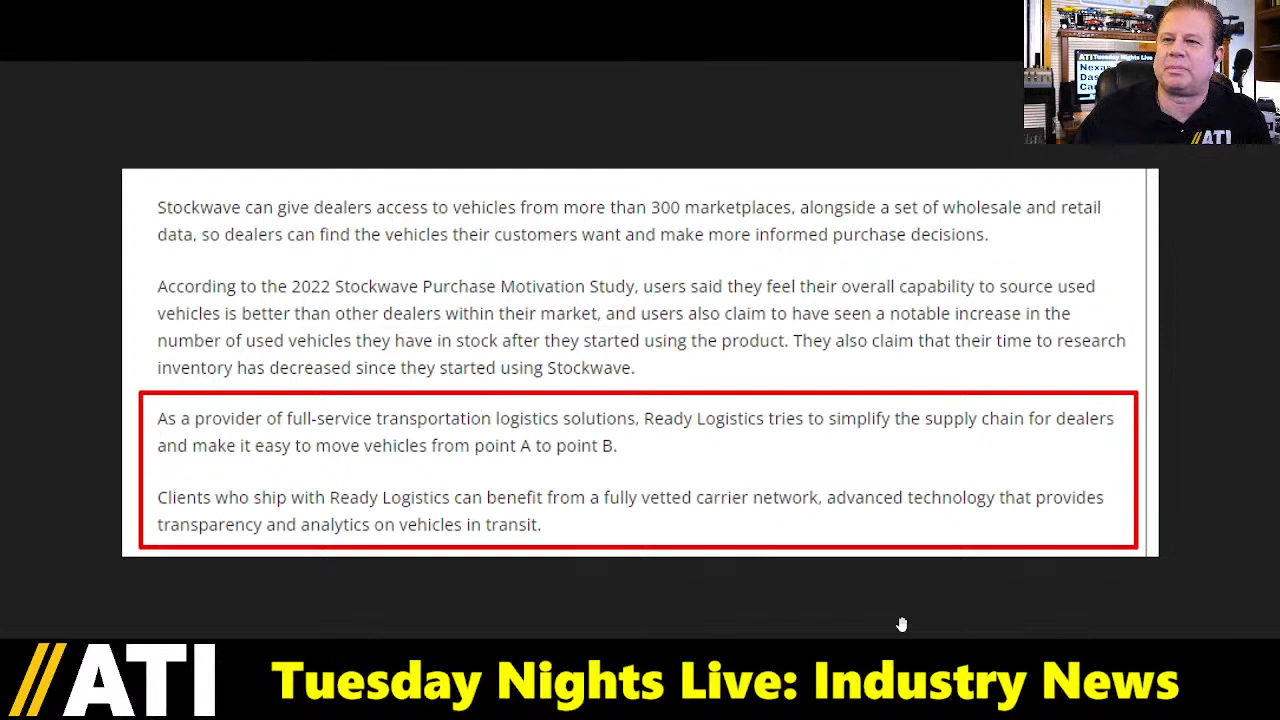 ATI Tuesday Nights Live
Nexa
Das
Ca
//ATI
Stockwave can give dealers access to vehicles from more than 300 marketplaces, alongside a set of wholesale and retail
data, so dealers can find the vehicles their customers want and make more informed purchase decisions.
According to the 2022 Stockwave Purchase Motivation Study, users said they feel their overall capability to source used
vehicles is better than other dealers within their market, and users also claim to have seen a notable increase in the
number of used vehicles they have in stock after they started using the product. They also claim that their time to research
inventory has decreased since they started using Stockwave.
As a provider of full-service transportation logistics solutions, Ready Logistics tries to simplify the supply chain for dealers
and make it easy to move vehicles from point A to point B.
Clients who ship with Ready Logistics can benefit from a fully vetted carrier network, advanced technology that provides
transparency and analytics on vehicles in transit.
//ATI
Tuesday Nights Live: Industry News